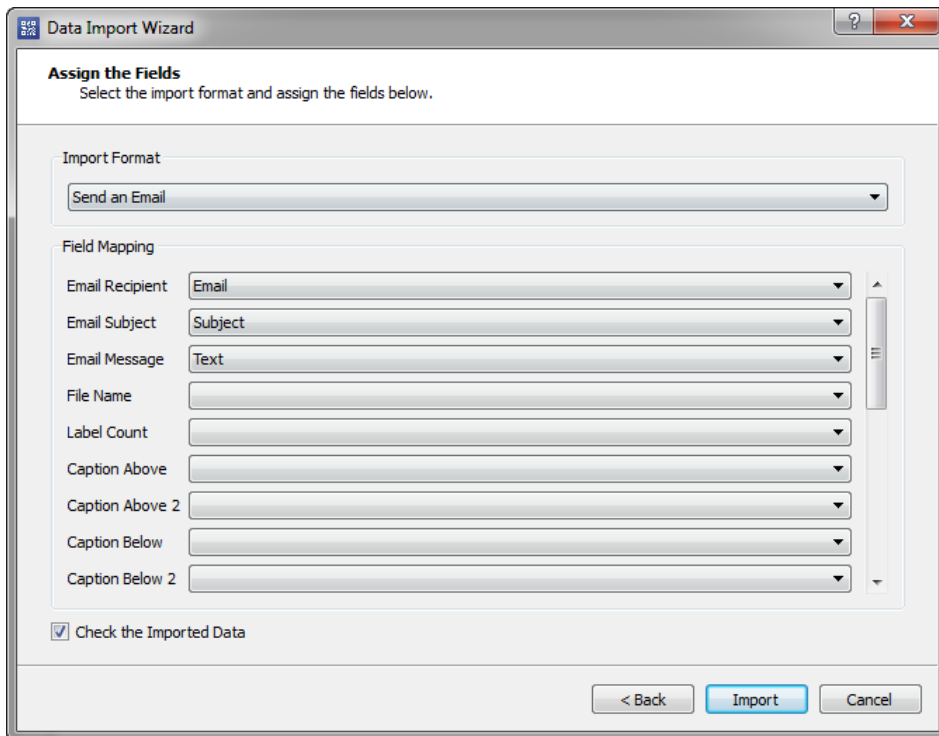 Data Import Wizard
?
X
Assign the Fields
Select the import format and assign the fields below.
Import Format
Send an Email
Field Mapping
Email Recipient Email
Email Subject Subject
Email Message Text
File Name
Label Count
Caption Above
Caption Above 2
Caption Below
Caption Below 2
Check the Imported Data
< Back Import Cancel